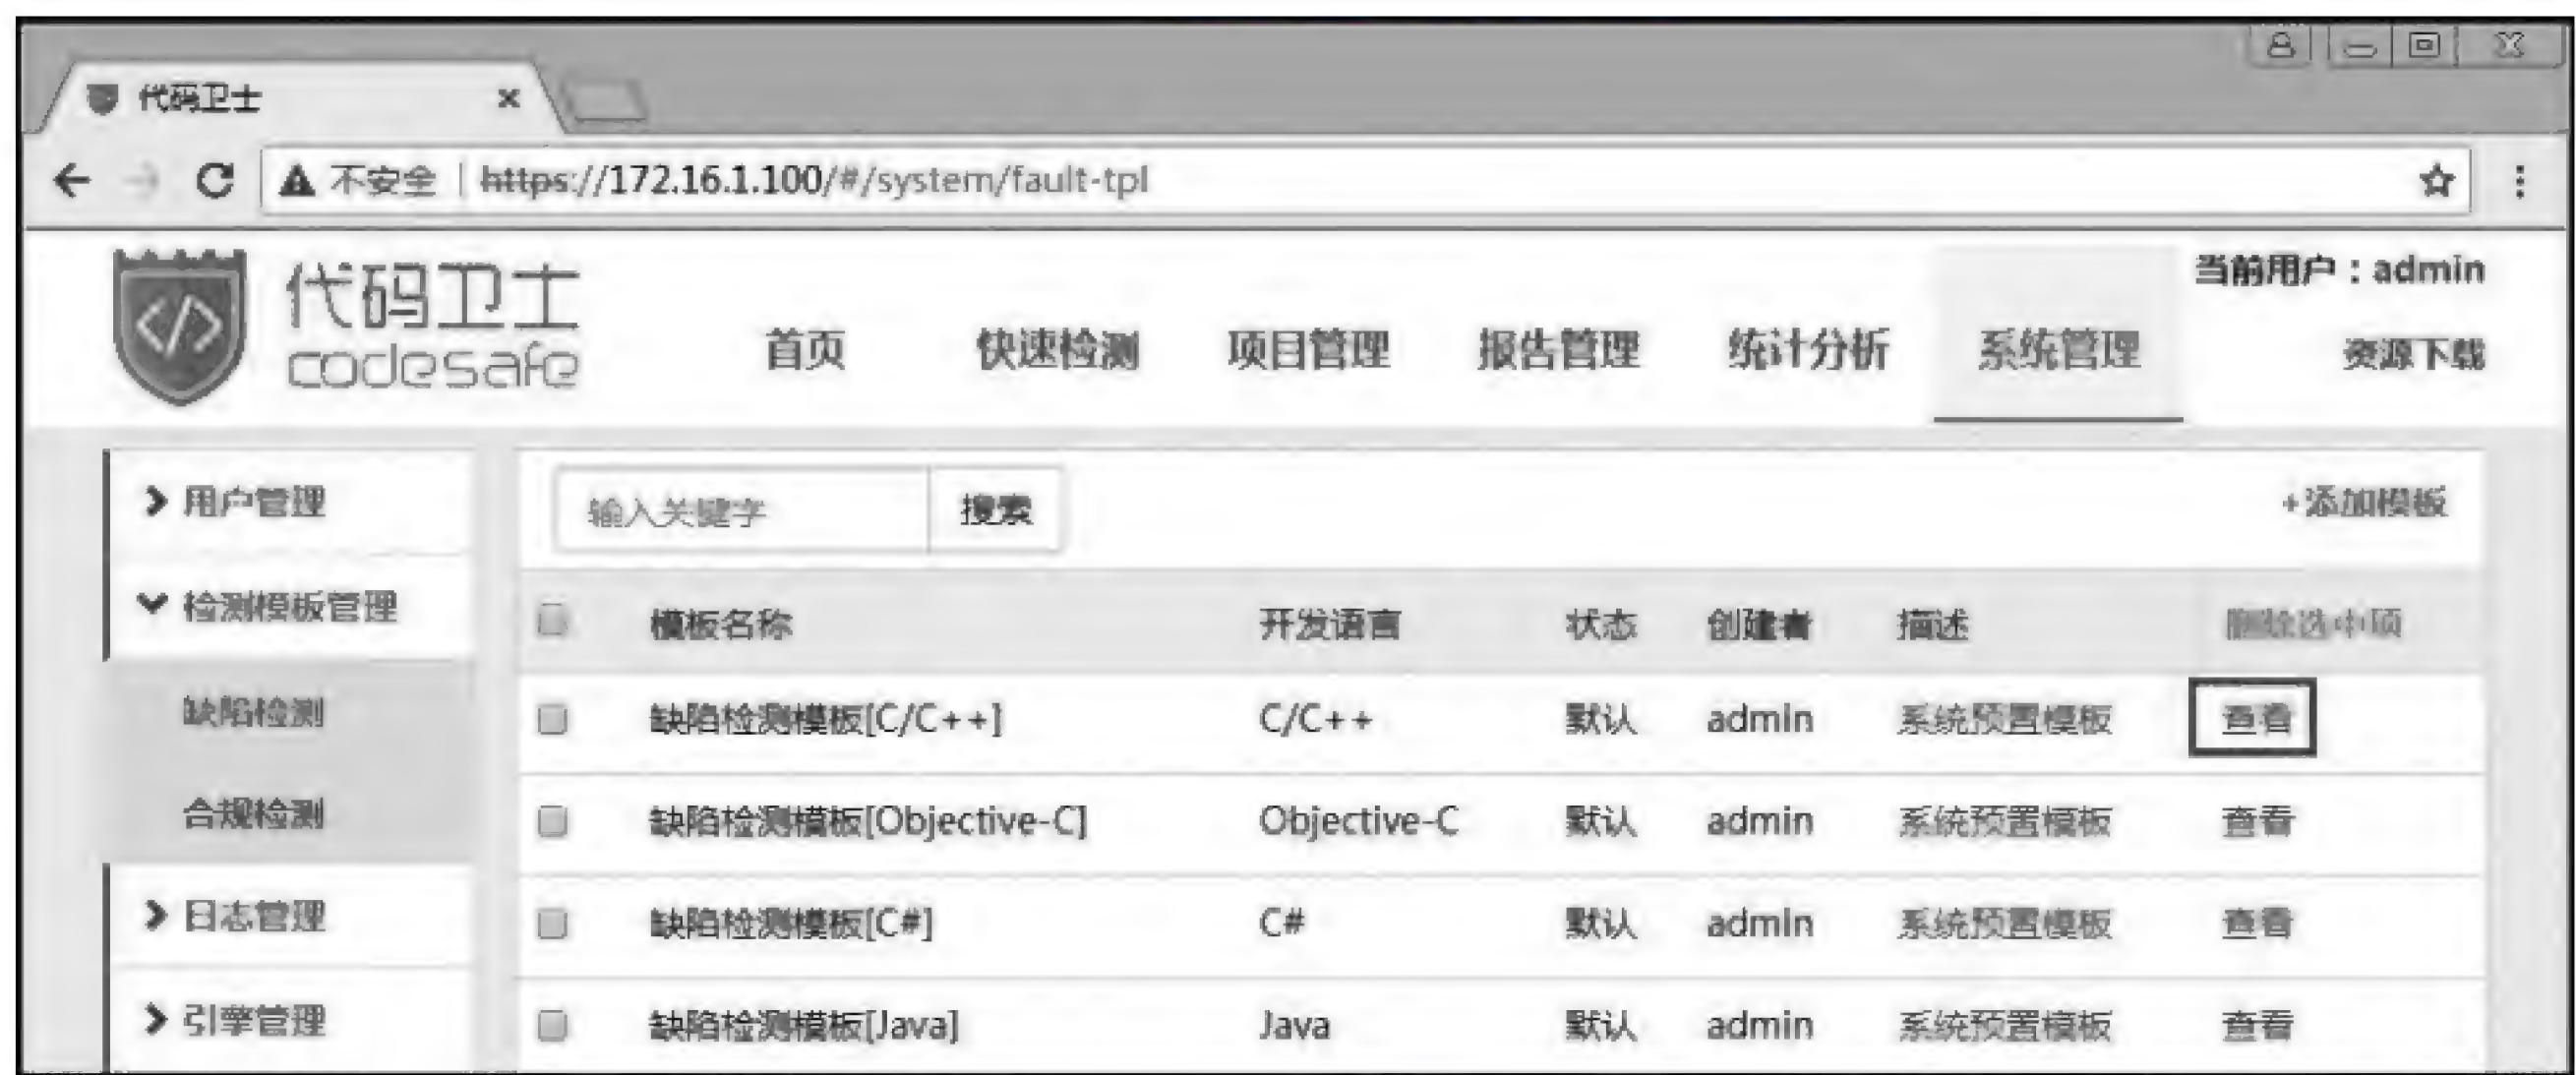 代码卫士
不安全 | https://172.16.1.100/#/system/fault-tpl
代码卫士
codesafe
首页 快速检测 项目管理 报告管理 统计分析 系统管理
当前用户：admin
资源下载
用户管理
检测模板管理
缺陷检测
合规检测
日志管理
引擎管理
输入关键字 搜索 +添加模板
模板名称 开发语言 状态 创建者 描述 删除选中项
缺陷检测模板[C/C++] C/C++ 默认 admin 系统预置模板 查看
缺陷检测模板[Objective-C] Objective-C 默认 admin 系统预置模板 查看
缺陷检测模板[C#] C# 默认 admin 系统预置模板 查看
缺陷检测模板[Java] Java 默认 admin 系统预置模板 查看